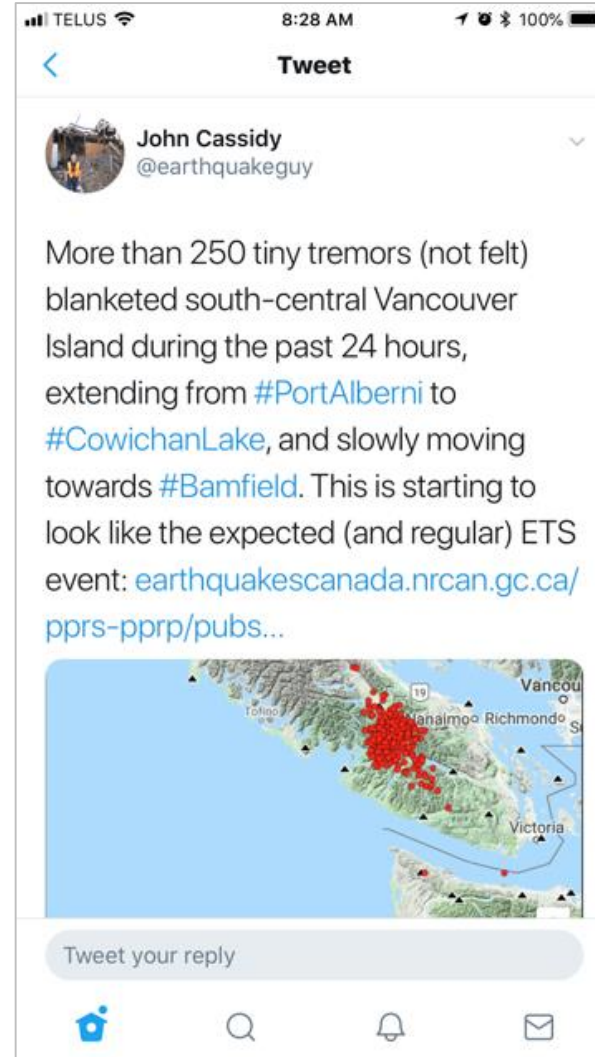 TELUS 8:28 AM 100%
Tweet
John Cassidy
@earthquakeguy
More than 250 tiny tremors (not felt)
blanketed south-central Vancouver
Island during the past 24 hours,
extending from #PortAlberni to
#CowichanLake, and slowly moving
towards #Bamfield. This is starting to
look like the expected (and regular) ETS
event: earthquakescanada.nrcan.gc.ca/
pprs-pprp/pubs...
19
Vancou
Tofino
Nanaimo Richmond
Victoria
Tweet your reply